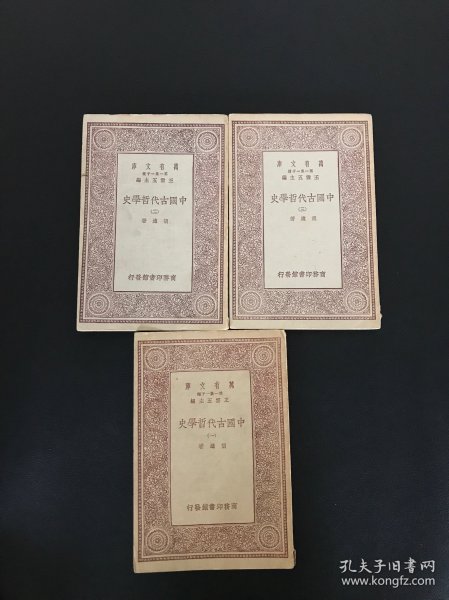 庫文有萬
種千一集一第
編主五雲王
史學哲代古國中
(二)
著適胡
行發館書印務商
庫文有萬
種千一集一第
編主五雲王
史學哲代古國中
(三)
著適胡
行發館書印務商
庫文有萬
種千一集一第
編主五雲王
史學哲代古國中
(一)
著適胡
行發館書印務商
孔夫子旧书网
www.kongfz.com